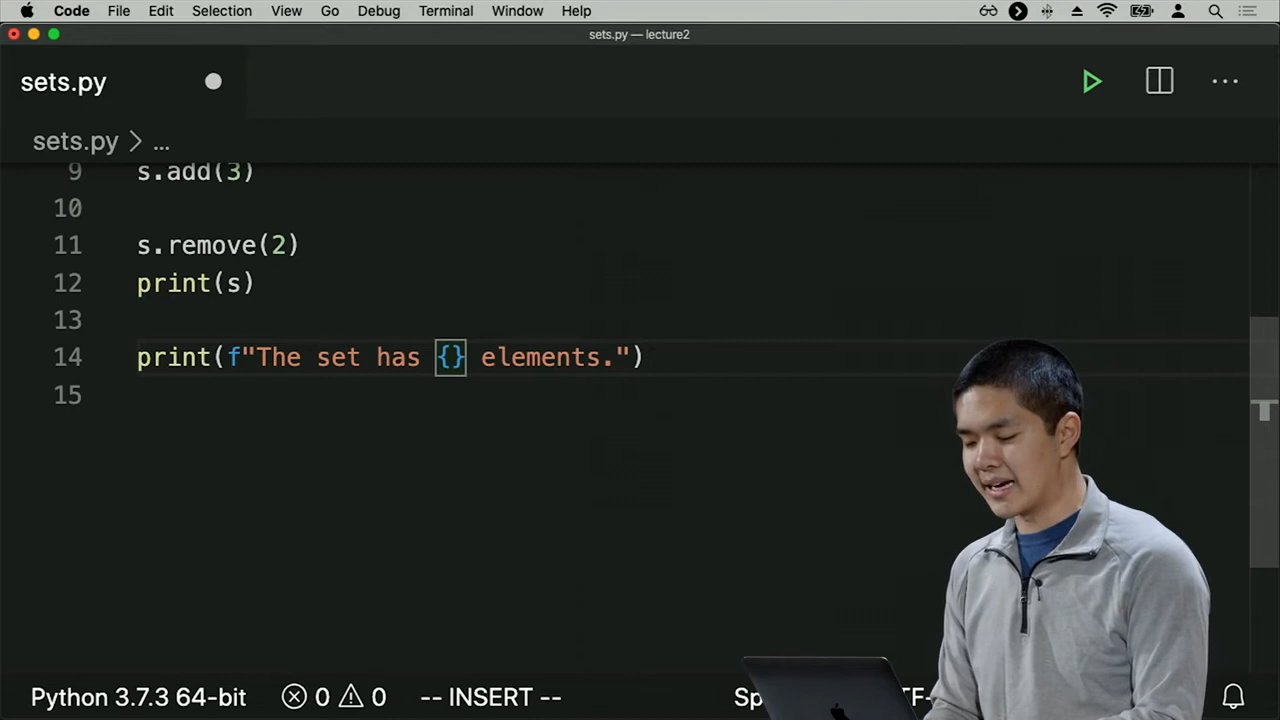 Code File Edit Selection View Go Debug Terminal Window Help
sets.py — lecture2
sets.py
sets.py > ...
9 s.add(3)
10
11 s.remove(2)
12 print(s)
13
14 print(f"The set has {} elements.")
15
Python 3.7.3 64-bit 0 0 -- INSERT --